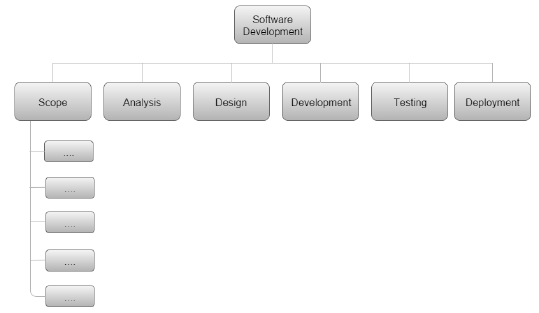 Software
Development
Scope
Analysis
Design
Development
Testing
Deployment
....
....
....
....
....